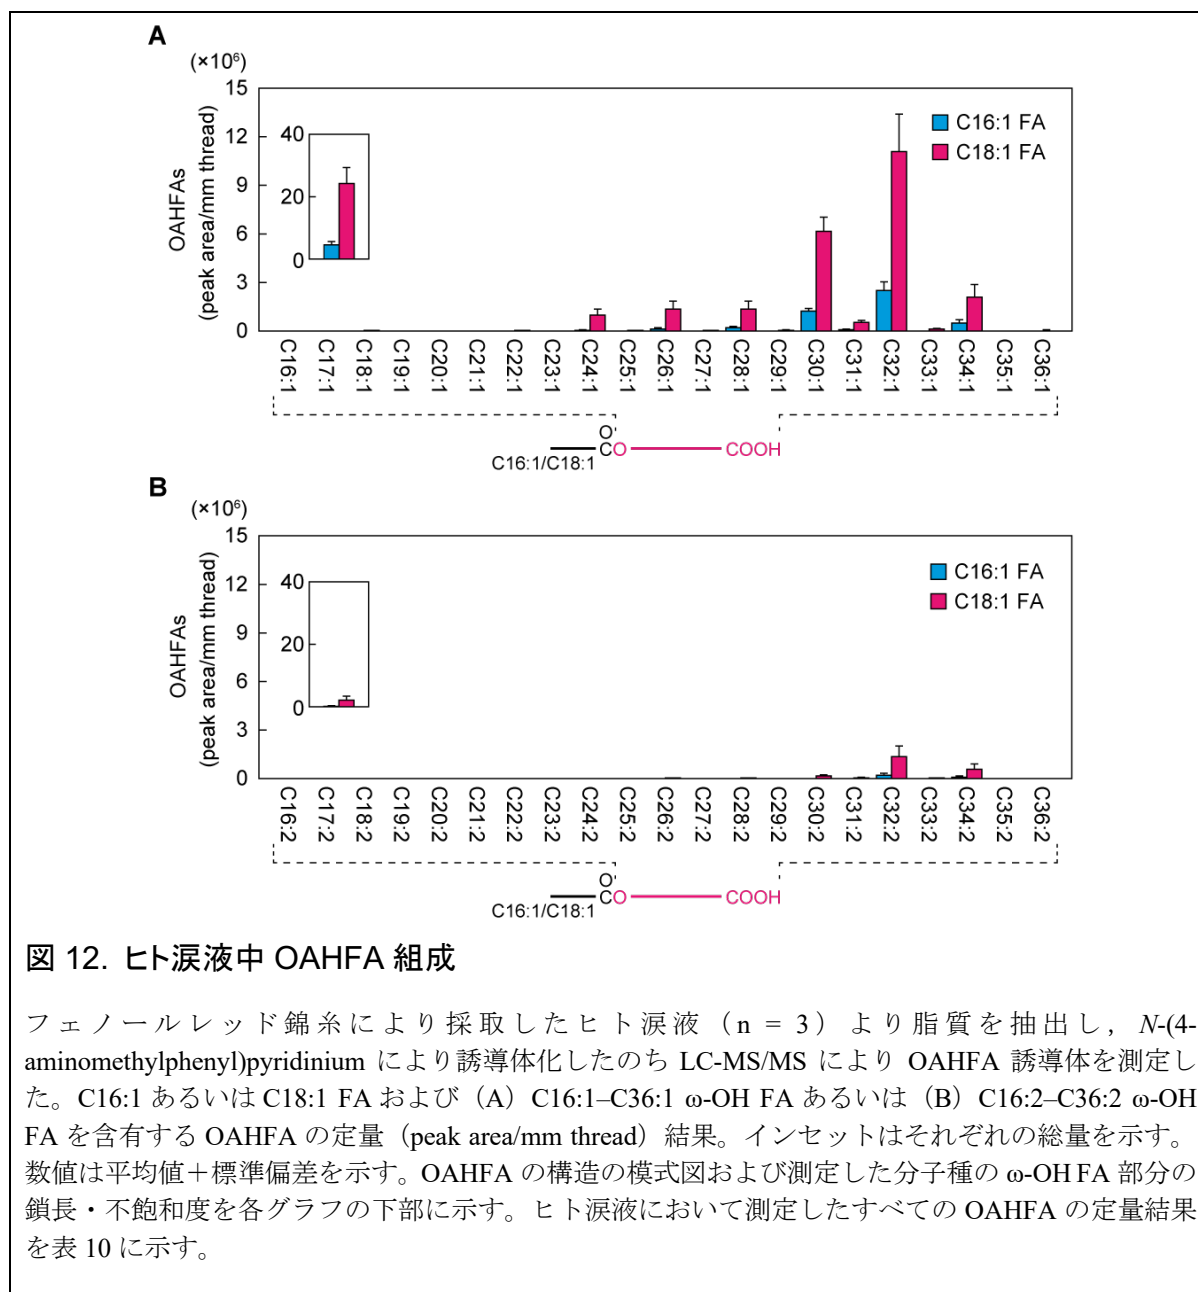 A
(×10⁶)
15
12
9
6
3
0
OAHFAs
(peak area/mm thread)
40
20
0
C16:1 FA
C18:1 FA
C16:1
C17:1
C18:1
C19:1
C20:1
C21:1
C22:1
C23:1
C24:1
C25:1
C26:1
C27:1
C28:1
C29:1
C30:1
C31:1
C32:1
C33:1
C34:1
C35:1
C36:1
O
CO
COOH
C16:1/C18:1
B
(×10⁶)
15
12
9
6
3
0
OAHFAs
(peak area/mm thread)
40
20
0
C16:1 FA
C18:1 FA
C16:2
C17:2
C18:2
C19:2
C20:2
C21:2
C22:2
C23:2
C24:2
C25:2
C26:2
C27:2
C28:2
C29:2
C30:2
C31:2
C32:2
C33:2
C34:2
C35:2
C36:2
O
CO
COOH
C16:1/C18:1
図 12. ヒト涙液中 OAHFA 組成
フェノールレッド錦糸により採取したヒト涙液（n = 3）より脂質を抽出し，N-(4-
aminomethylphenyl)pyridinium により誘導体化したのち LC-MS/MS により OAHFA 誘導体を測定し
た。C16:1 あるいは C18:1 FA および（A）C16:1–C36:1 ω-OH FA あるいは（B）C16:2–C36:2 ω-OH
FA を含有する OAHFA の定量（peak area/mm thread）結果。インセットはそれぞれの総量を示す。
数値は平均値＋標準偏差を示す。OAHFA の構造の模式図および測定した分子種の ω-OH FA 部分の
鎖長・不飽和度を各グラフの下部に示す。ヒト涙液において測定したすべての OAHFA の定量結果
を表 10 に示す。